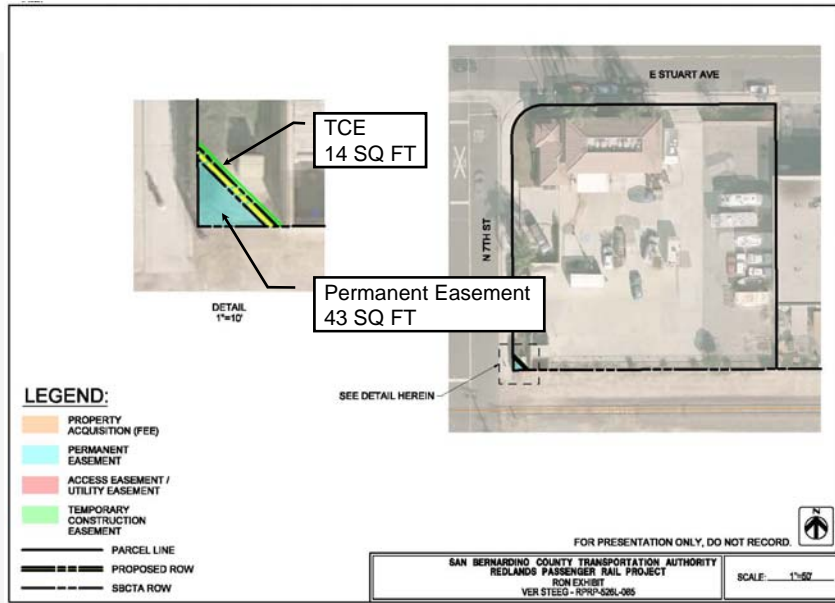 E STUART AVE
N 7TH ST
TCE
14 SQ FT
Permanent Easement
43 SQ FT
DETAIL
1"=10'
SEE DETAIL HEREIN
LEGEND:
PROPERTY
ACQUISITION (FEE)
PERMANENT
EASEMENT
ACCESS EASEMENT /
UTILITY EASEMENT
TEMPORARY
CONSTRUCTION
EASEMENT
PARCEL LINE
PROPOSED ROW
SBCTA ROW
N
FOR PRESENTATION ONLY, DO NOT RECORD.
SAN BERNARDINO COUNTY TRANSPORTATION AUTHORITY
REDLANDS PASSENGER RAIL PROJECT
RON EXHIBIT
VER STEEG - RPRP-526L-085
SCALE: 1"=60'